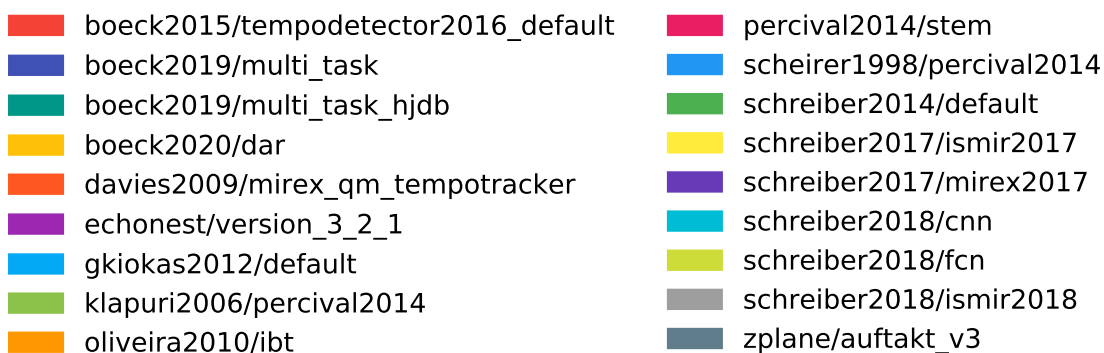 boeck2015/tempodetector2016_default
boeck2019/multi_task
boeck2019/multi_task_hjdb
boeck2020/dar
davies2009/mirex_qm_tempotracker
echonest/version_3_2_1
gkiokas2012/default
klapuri2006/percival2014
oliveira2010/ibt
percival2014/stem
scheirer1998/percival2014
schreiber2014/default
schreiber2017/ismir2017
schreiber2017/mirex2017
schreiber2018/cnn
schreiber2018/fcn
schreiber2018/ismir2018
zplane/auftakt_v3